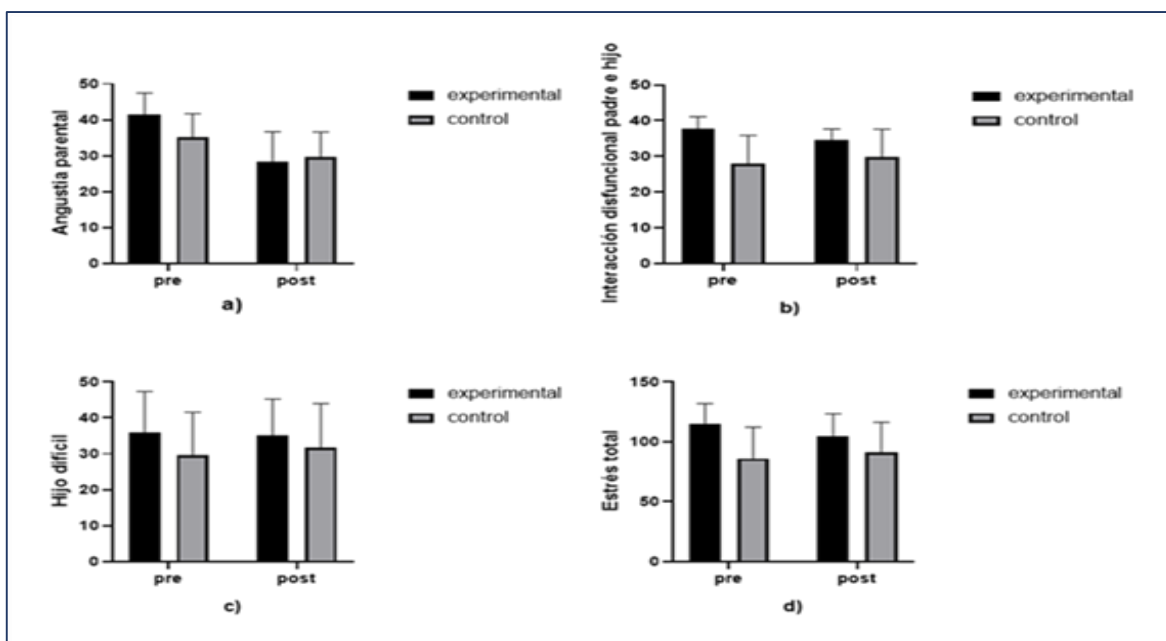 Angustia parental
50
40
30
20
10
0
pre
post
experimental
control
a)
Interacción disfuncional padre e hijo
50
40
30
20
10
0
pre
post
experimental
control
b)
Hijo difícil
50
40
30
20
10
0
pre
post
experimental
control
c)
Estrés total
150
100
50
0
pre
post
experimental
control
d)